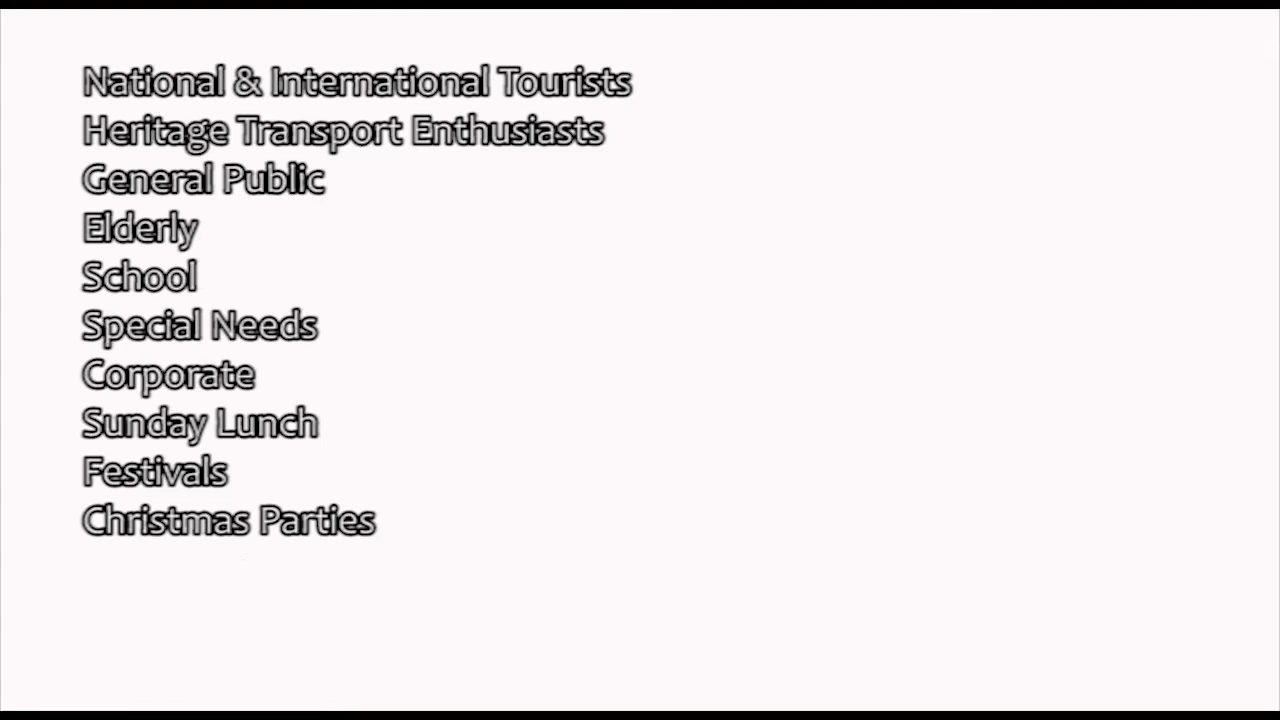 National & International Tourists
Heritage Transport Enthusiasts
General Public
Elderly
School
Special Needs
Corporate
Sunday Lunch
Festivals
Christmas Parties